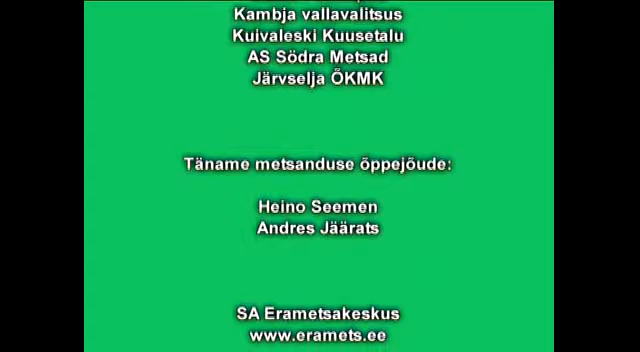 Kambja vallavalitsus
Kuivaleski Kuusetalu
AS Södra Metsad
Järvselja ÕKMK
Täname metsanduse õppejõude:
Heino Seemen
Andres Jäärats
SA Erametsakeskus
www.eramets.ee